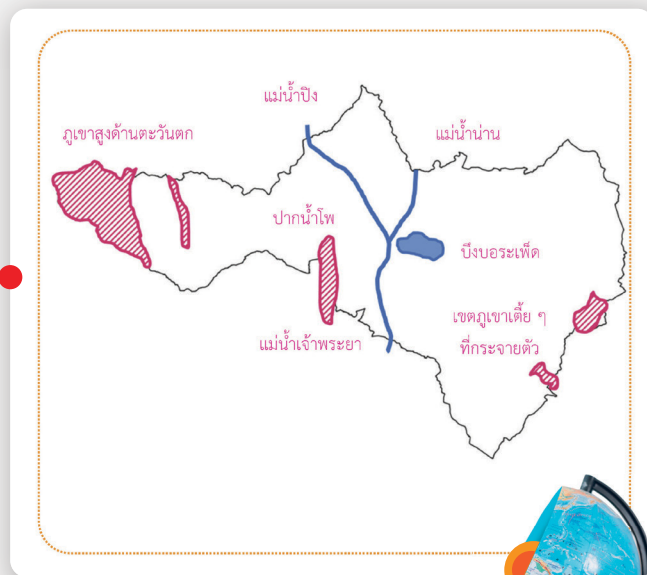 แม่น้ำปิง
ภูเขาสูงด้านตะวันตก
แม่น้ำน่าน
ปากน้ำโพ
บึงบอระเพ็ด
เขตภูเขาเตี้ย ๆ
ที่กระจายตัว
แม่น้ำเจ้าพระยา